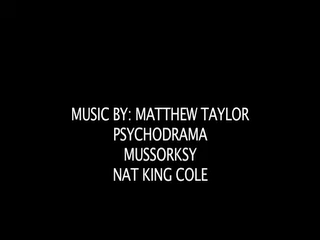 MUSIC BY: MATTHEW TAYLOR
PSYCHODRAMA
MUSSORKSY
NAT KING COLE